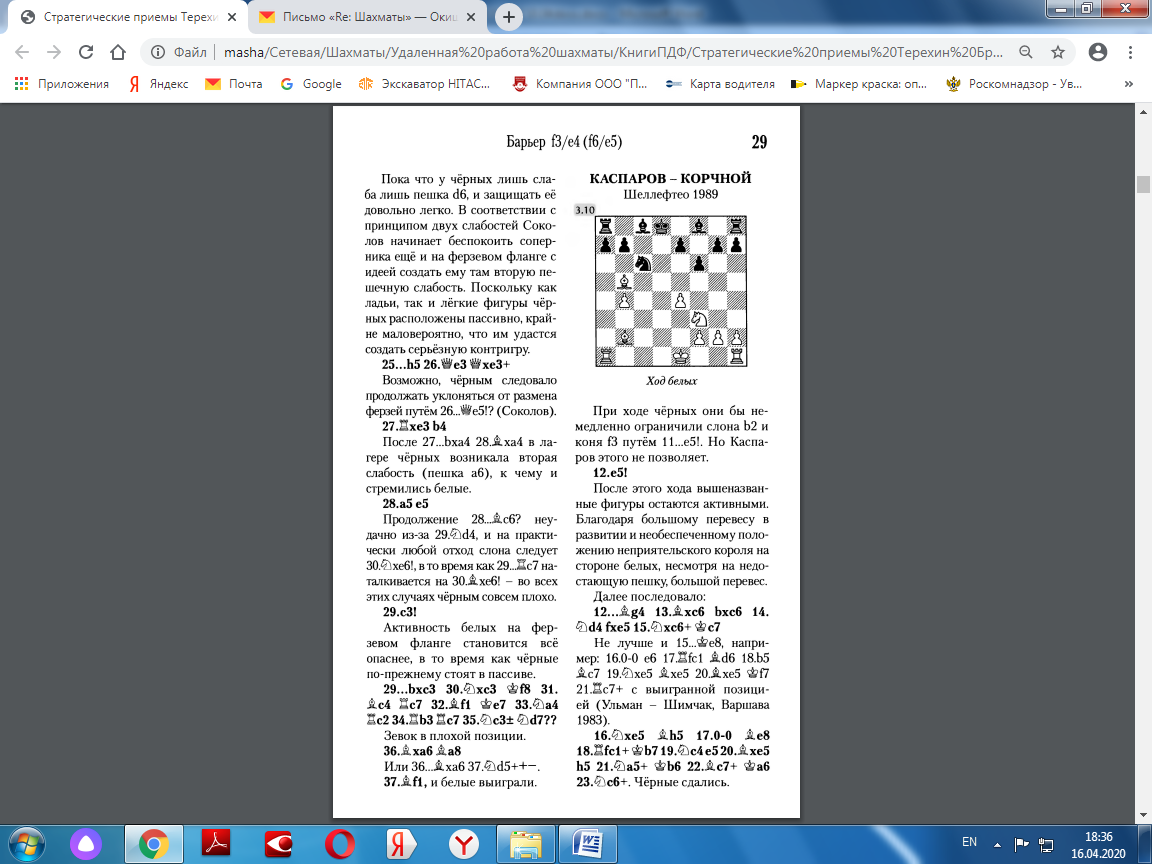 Стратегические приемы Терехи
Письмо «Re: Шахматы» — Окиш
Файл
masha/Сетевая/Шахматы/Удаленная%20работа%20шахматы/КнигиПДФ/Стратегические%20приемы%20Терехин%20Бр...
Приложения
Яндекс
Почта
Google
Экскаватор HITAC...
Компания ООО "П...
Карта водителя
Маркер краска: оп...
Роскомнадзор - Ув...
»
Барьер f3/e4 (f6/e5)
29
Пока что у чёрных лишь сла-
ба лишь пешка d6, и защищать её
довольно легко. В соответствии с
принципом двух слабостей Соко-
лов начинает беспокоить сопер-
ника ещё и на ферзевом фланге с
идеей создать ему там вторую пе-
шечную слабость. Поскольку как
ладьи, так и лёгкие фигуры чёр-
ных расположены пассивно, край-
не маловероятно, что им удастся
создать серьёзную контригру.
25...h5 26.♕e3 ♕xe3+
Возможно, чёрным следовало
продолжать уклоняться от размена
ферзей путём 26...♕e5!? (Соколов).
27.♖xe3 b4
После 27...bxa4 28.♗xa4 в ла-
гере чёрных возникала вторая
слабость (пешка a6), к чему и
стремились белые.
28.a5 e5
Продолжение 28...♗c6? неу-
дачно из-за 29.♘d4, и на практи-
чески любой отход слона следует
30.♘xe6!, в то время как 29...♖c7 на-
талкивается на 30.♗xe6! – во всех
этих случаях чёрным совсем плохо.
29.c3!
Активность белых на фер-
зевом фланге становится всё
опаснее, в то время как чёрные
по-прежнему стоят в пассиве.
29...bxc3 30.♘xc3 ♔f8 31.
♗c4 ♖c7 32.♗f1 ♔e7 33.♘a4
♖c2 34.♖b3 ♖c7 35.♘c3± ♘d7??
Зевок в плохой позиции.
36.♗xa6 ♗a8
Или 36...♗xa6 37.♘d5++–.
37.♗f1, и белые выиграли.
КАСПАРОВ – КОРЧНОЙ
Шеллефтео 1989
3.10
Ход белых
При ходе чёрных они бы не-
медленно ограничили слона b2 и
коня f3 путём 11...e5!. Но Каспа-
ров этого не позволяет.
12.e5!
После этого хода вышеназван-
ные фигуры остаются активными.
Благодаря большому перевесу в
развитии и необеспеченному поло-
жению неприятельского короля на
стороне белых, несмотря на недо-
стающую пешку, большой перевес.
Далее последовало:
12...♗g4 13.♗xc6 bxc6 14.
♘d4 fxe5 15.♘xc6+ ♔c7
Не лучше и 15...♔e8, напри-
мер: 16.0-0 e6 17.♖fc1 ♗d6 18.b5
♗c7 19.♘xe5 ♗xe5 20.♗xe5 ♔f7
21.♖c7+ с выигранной позици-
ей (Ульман – Шимчак, Варшава
1983).
16.♘xe5 ♗h5 17.0-0 ♗e8
18.♖fc1+ ♔b7 19.♘c4 e5 20.♗xe5
h5 21.♘a5+ ♔b6 22.♗c7+ ♔a6
23.♘c6+. Чёрные сдались.
EN
18:36
16.04.2020